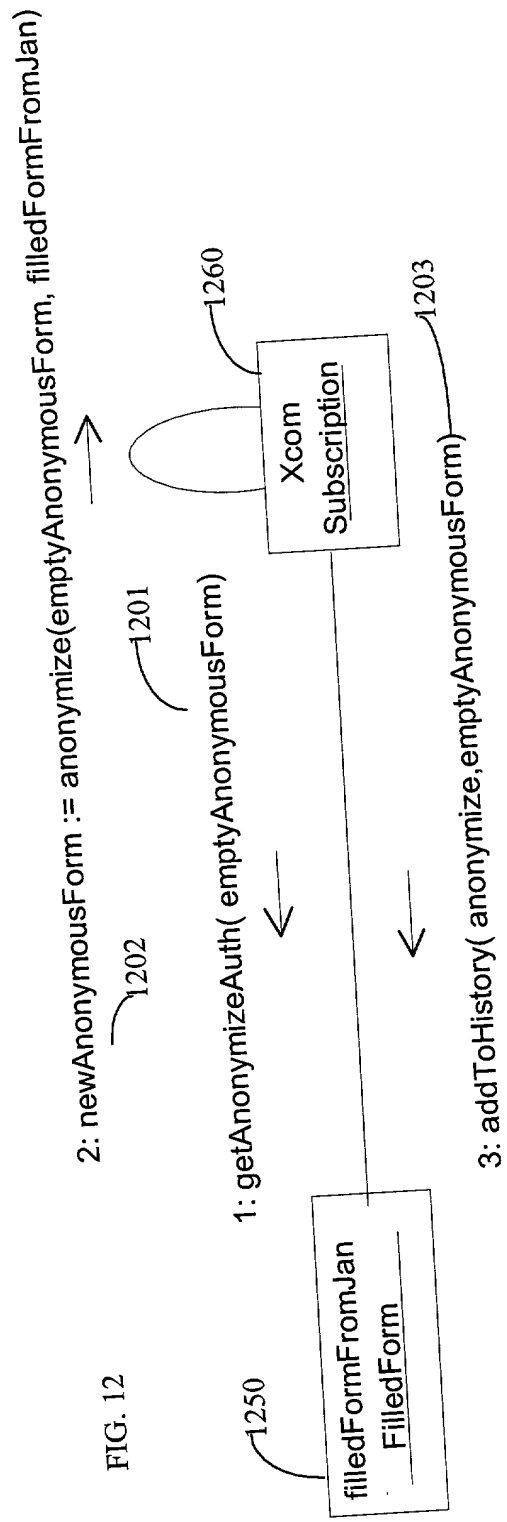 FIG. 12
2: newAnonymousForm := anonymize(emptyAnonymousForm, filledFormFromJan)
1202
1201
1: getAnonymizeAuth( emptyAnonymousForm)
1260
Xcom
Subscription
1250
filledFormFromJan
FilledForm
1203
3: addToHistory( anonymize,emptyAnonymousForm)